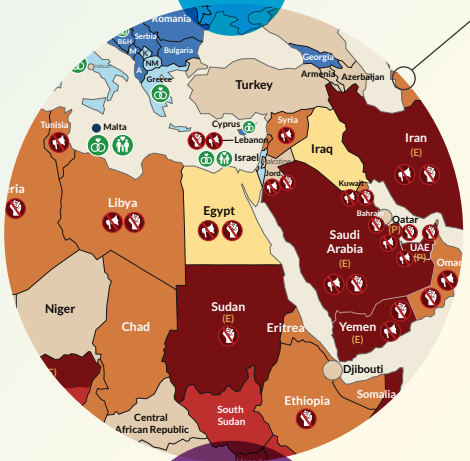 Romania
Serbia
B&H
M
K
Bulgaria
NM
A
Greece
Georgia
Armenia
Azerbaijan
Turkey
Tunisia
Malta
Cyprus
Lebanon
Israel
Palestine
Syria
Iraq
Jord.
Iran
(E)
Kuwait
eria
Libya
Egypt
Bahrain
Qatar
(P)
UAE
(P)
Saudi
Arabia
(E)
Oman
Niger
Chad
Sudan
(E)
Eritrea
Yemen
(E)
Djibouti
Central
African Republic
South
Sudan
Ethiopia
Somalia